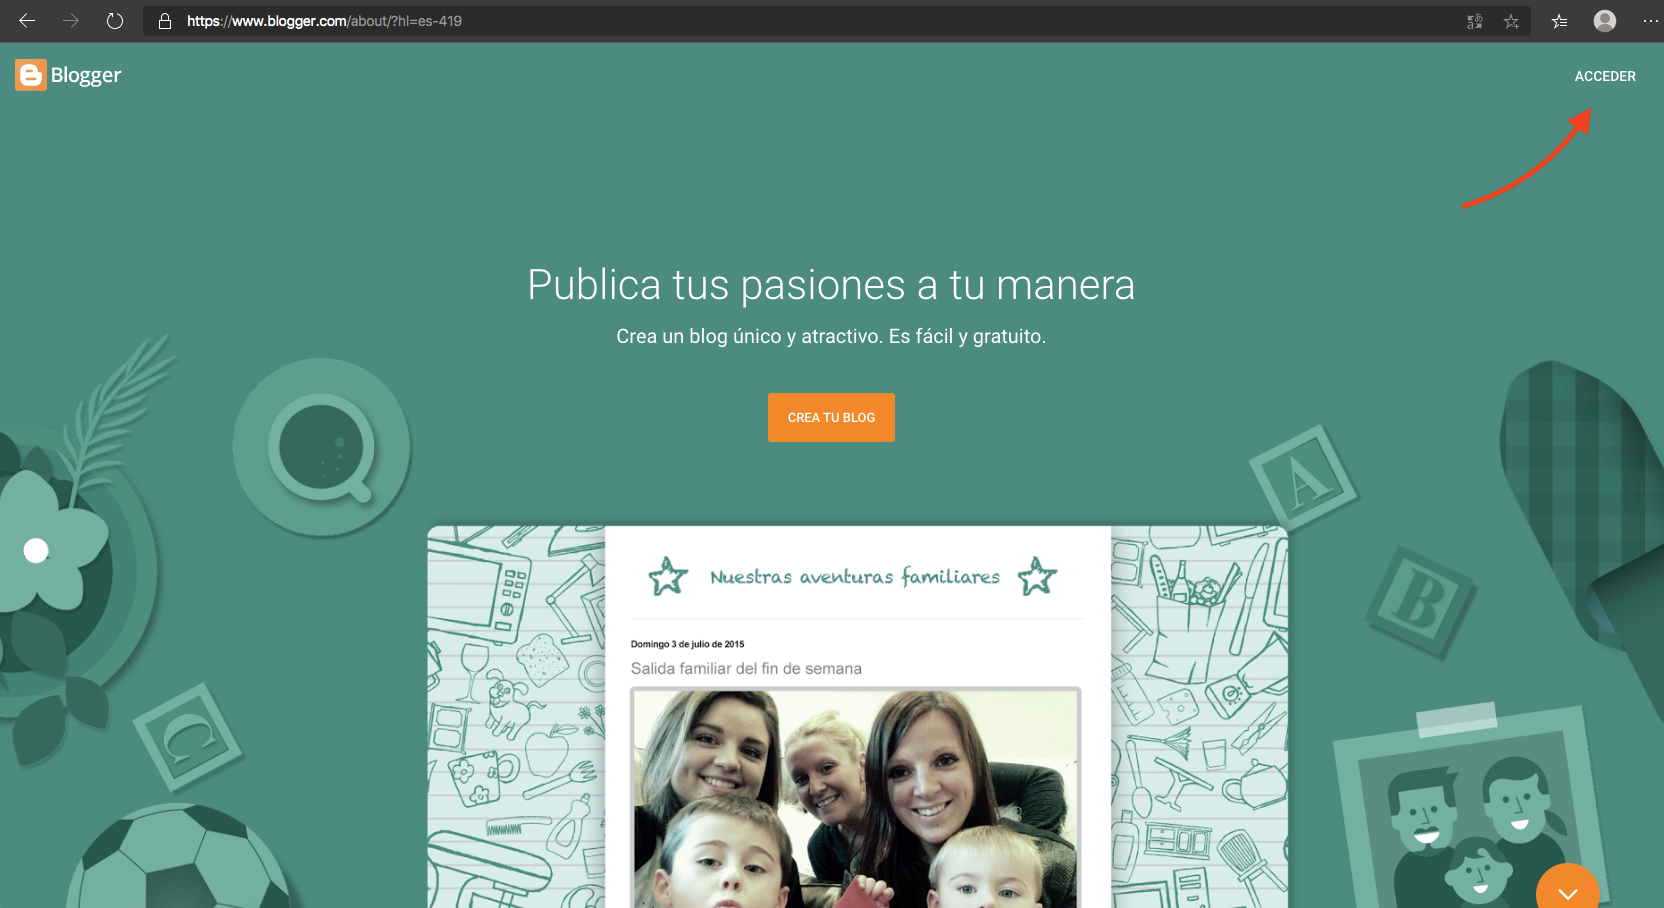 https://www.blogger.com/about/?hl=es-419
Blogger
ACCEDER
Publica tus pasiones a tu manera
Crea un blog único y atractivo. Es fácil y gratuito.
CREA TU BLOG
A
Nuestras aventuras familiares
B
Domingo 3 de julio de 2015
Salida familiar del fin de semana
C